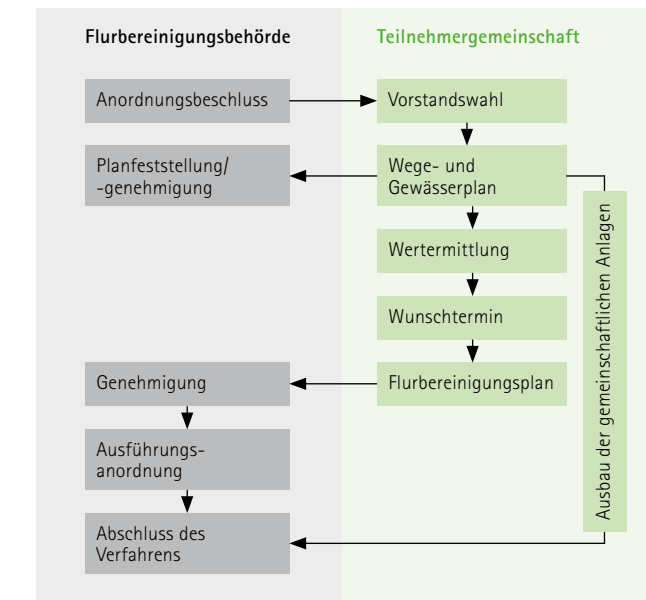 Flurbereinigungsbehörde
Teilnehmergemeinschaft
Anordnungsbeschluss
Vorstandswahl
Planfeststellung/
-genehmigung
Wege- und
Gewässerplan
Wertermittlung
Wunschtermin
Genehmigung
Flurbereinigungsplan
Ausführungs-
anordnung
Abschluss des
Verfahrens
Ausbau der gemeinschaftlichen Anlagen